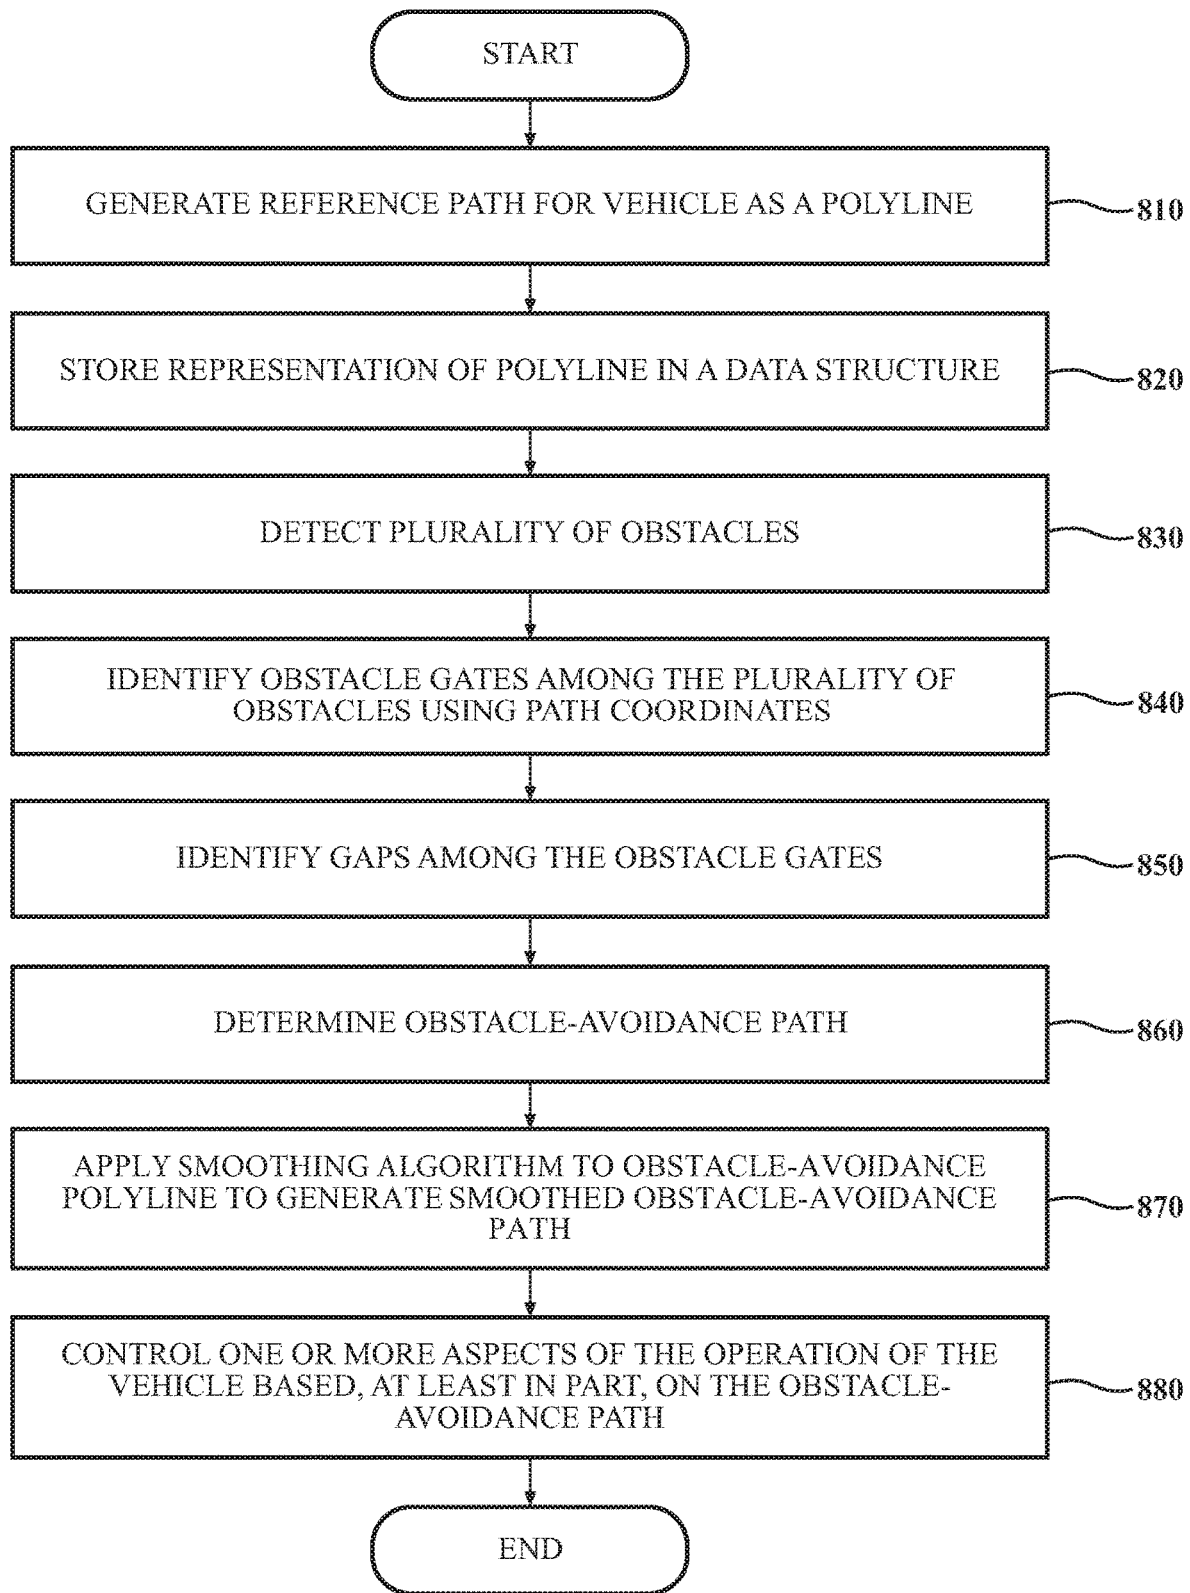 START
GENERATE REFERENCE PATH FOR VEHICLE AS A POLYLINE
810
STORE REPRESENTATION OF POLYLINE IN A DATA STRUCTURE
820
DETECT PLURALITY OF OBSTACLES
830
IDENTIFY OBSTACLE GATES AMONG THE PLURALITY OF
OBSTACLES USING PATH COORDINATES
840
IDENTIFY GAPS AMONG THE OBSTACLE GATES
850
DETERMINE OBSTACLE-AVOIDANCE PATH
860
APPLY SMOOTHING ALGORITHM TO OBSTACLE-AVOIDANCE
POLYLINE TO GENERATE SMOOTHED OBSTACLE-AVOIDANCE
PATH
870
CONTROL ONE OR MORE ASPECTS OF THE OPERATION OF THE
VEHICLE BASED, AT LEAST IN PART, ON THE OBSTACLE-
AVOIDANCE PATH
880
END